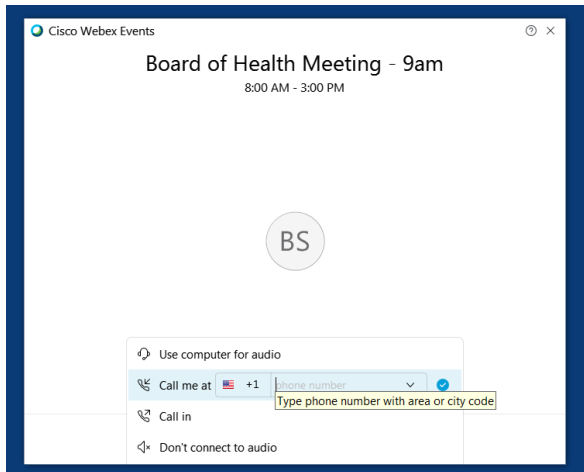 Cisco Webex Events
Board of Health Meeting - 9am
8:00 AM - 3:00 PM
BS
Use computer for audio
Call me at +1 phone number
Type phone number with area or city code
Call in
Don't connect to audio